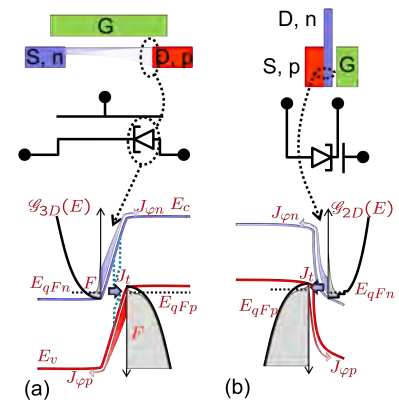 G
S, n
D, p
D, n
S, p
G
𝒢3D(E)
Jφn
Ec
EqFn
F
Jt
EqFp
F
Ev
Jφp
(a)
Jφn
𝒢2D(E)
Jt
EqFn
EqFp
Jφp
(b)